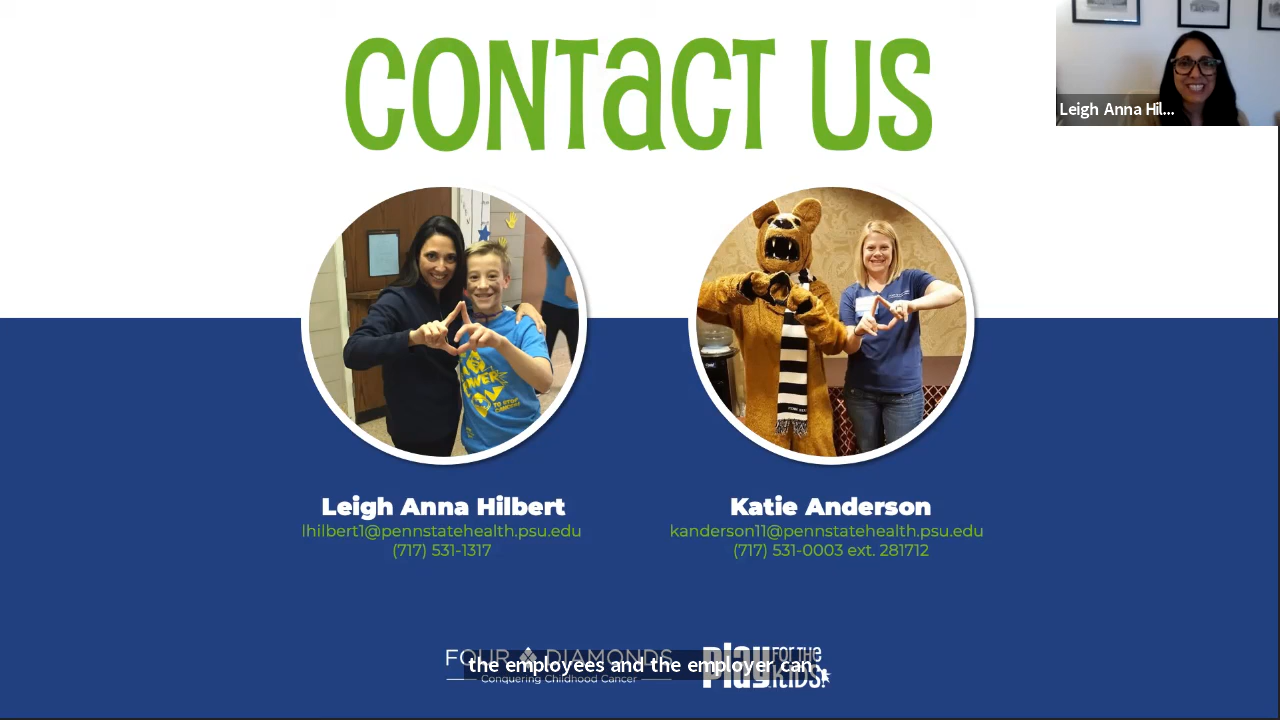 CONTaCT US
Leigh Anna Hil...
Leigh Anna Hilbert
lhilbert1@pennstatehealth.psu.edu
(717) 531-1317
Katie Anderson
kanderson11@pennstatehealth.psu.edu
(717) 531-0003 ext. 281712
FOUR DIAMONDS
Conquering Childhood Cancer
play FOR THE KIDS!
the employees and the employer can